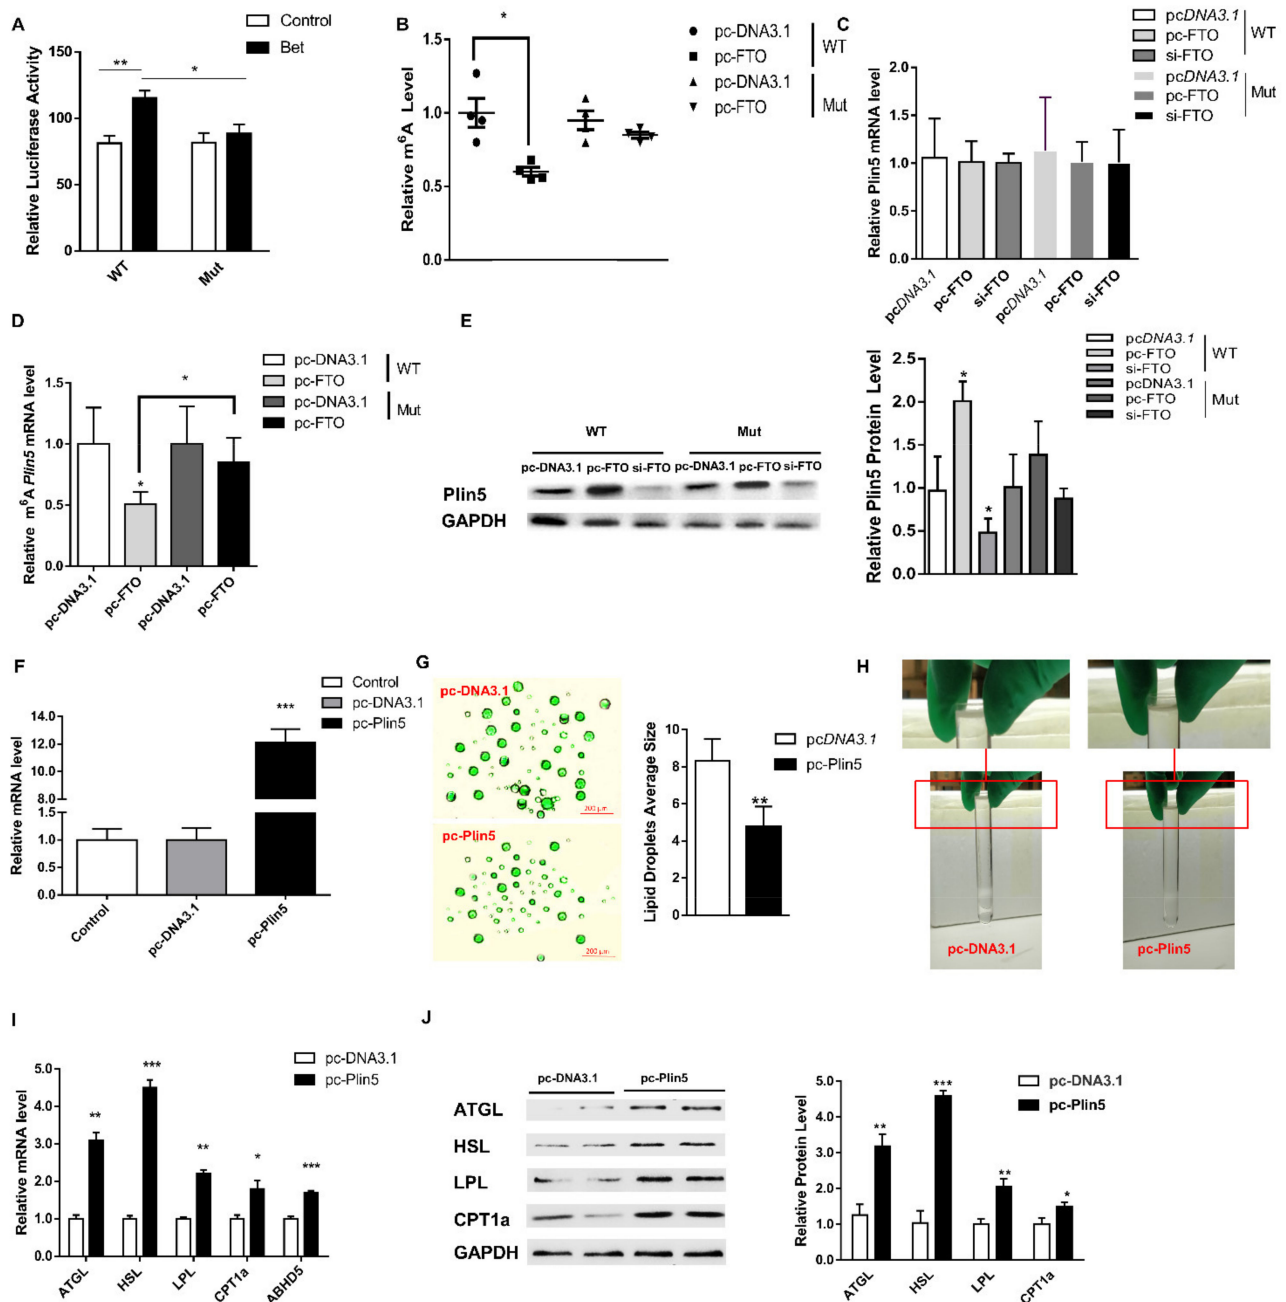 A
Control
Bet
Relative Luciferase Activity
150
100
50
0
**
*
WT
Mut
B
Relative m⁶A Level
1.5
1.0
0.5
0.0
*
pc-DNA3.1
pc-FTO
WT
pc-DNA3.1
pc-FTO
Mut
C
pcDNA3.1
pc-FTO
si-FTO
WT
pcDNA3.1
pc-FTO
si-FTO
Mut
Relative Plin5 mRNA level
2.0
1.5
1.0
0.5
0.0
pcDNA3.1
pc-FTO
si-FTO
pcDNA3.1
pc-FTO
si-FTO
D
Relative m⁶A Plin5 mRNA level
1.5
1.0
0.5
0.0
*
*
pc-DNA3.1
pc-FTO
WT
pc-DNA3.1
pc-FTO
Mut
pc-DNA3.1
pc-FTO
pc-DNA3.1
pc-FTO
E
WT Mut
pc-DNA3.1 pc-FTO si-FTO pc-DNA3.1 pc-FTO si-FTO
Plin5
GAPDH
Relative Plin5 Protein Level
2.5
2.0
1.5
1.0
0.5
0.0
*
*
pcDNA3.1
pc-FTO
si-FTO
WT
pcDNA3.1
pc-FTO
si-FTO
Mut
F
Control
pc-DNA3.1
pc-Plin5
Relative mRNA level
14.0
12.0
10.0
8.0
1.5
1.0
0.5
0.0
***
Control
pc-DNA3.1
pc-Plin5
G
pc-DNA3.1
200 μm
pc-Plin5
200 μm
Lipid Droplets Average Size
10
8
6
4
2
0
**
pcDNA3.1
pc-Plin5
H
pc-DNA3.1
pc-Plin5
I
pc-DNA3.1
pc-Plin5
Relative mRNA level
5.0
4.0
3.0
2.0
1.0
0.0
**
***
**
*
***
ATGL
HSL
LPL
CPT1a
ABHD5
J
pc-DNA3.1 pc-Plin5
ATGL
HSL
LPL
CPT1a
GAPDH
Relative Protein Level
5.0
4.0
3.0
2.0
1.0
0.0
**
***
**
*
pc-DNA3.1
pc-Plin5
ATGL
HSL
LPL
CPT1a